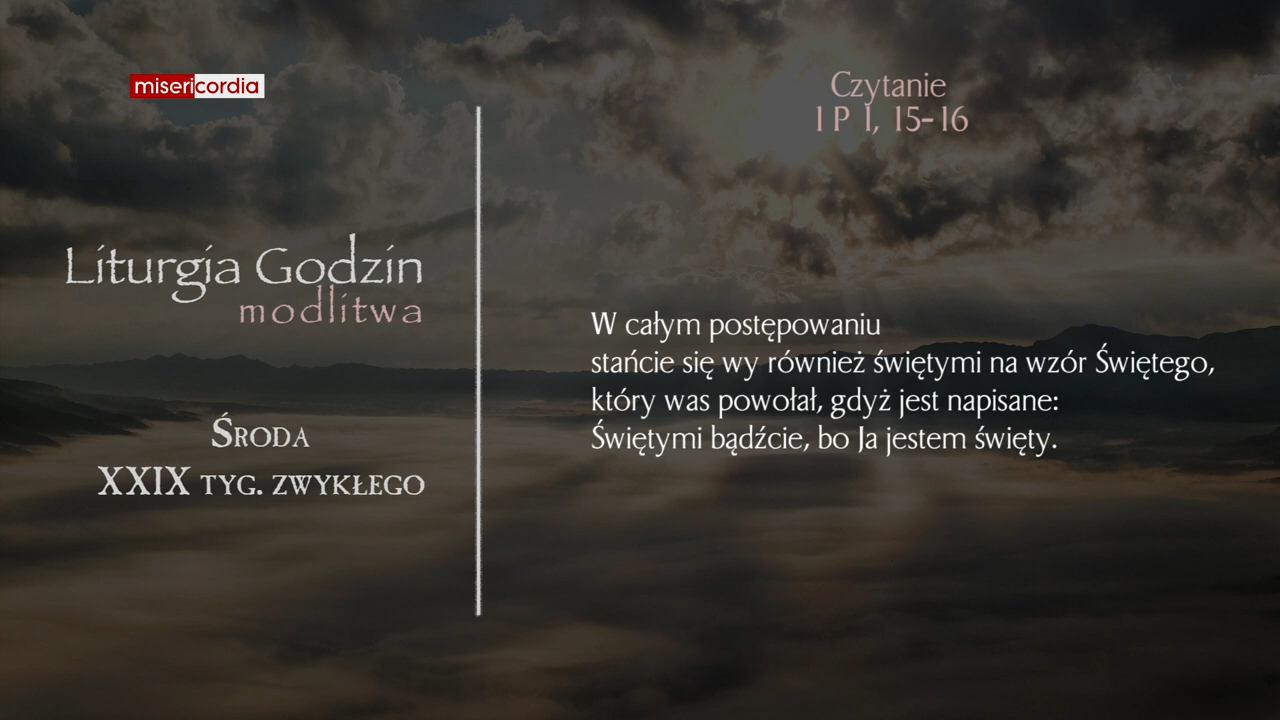 misericordia
Liturgia Godzin
modlitwa
Środa
XXIX tyg. zwykłego
Czytanie
1 P 1, 15-16
W całym postępowaniu
stańcie się wy również świętymi na wzór Świętego,
który was powołał, gdyż jest napisane:
Świętymi bądźcie, bo Ja jestem święty.